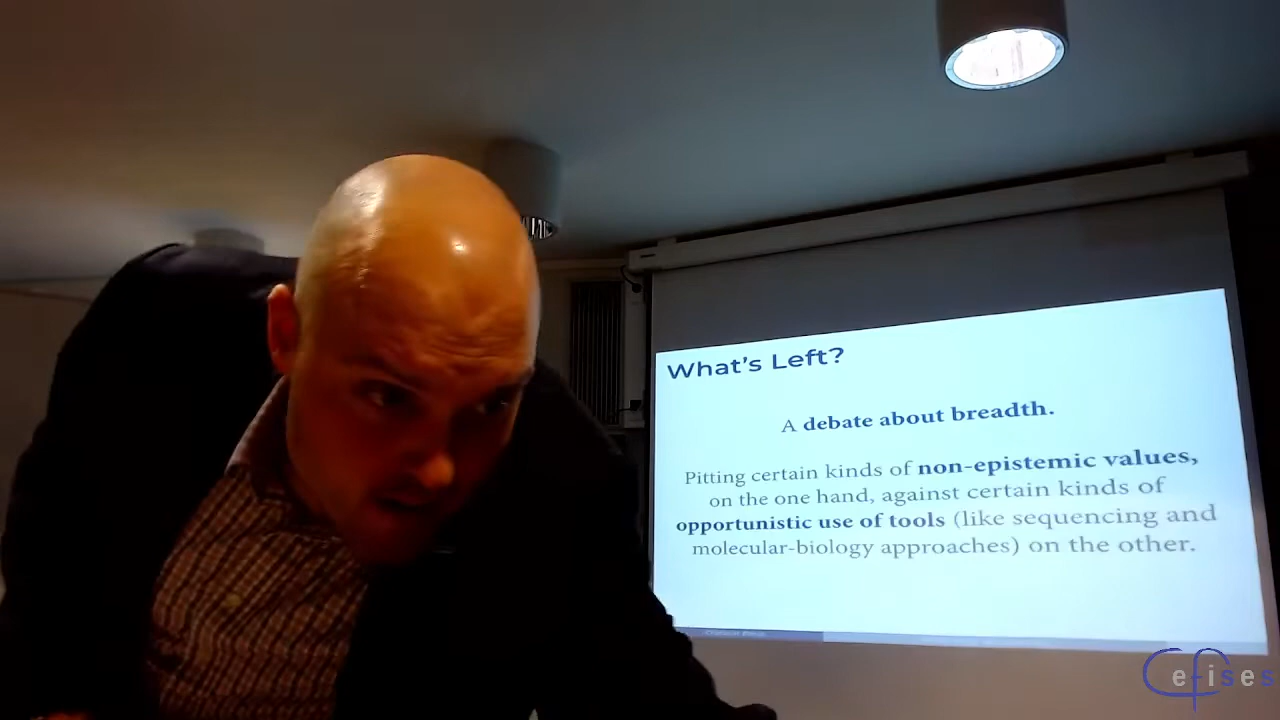 What's Left?
A debate about breadth.
Pitting certain kinds of non-epistemic values,
on the one hand, against certain kinds of
opportunistic use of tools (like sequencing and
molecular-biology approaches) on the other.
Cefises